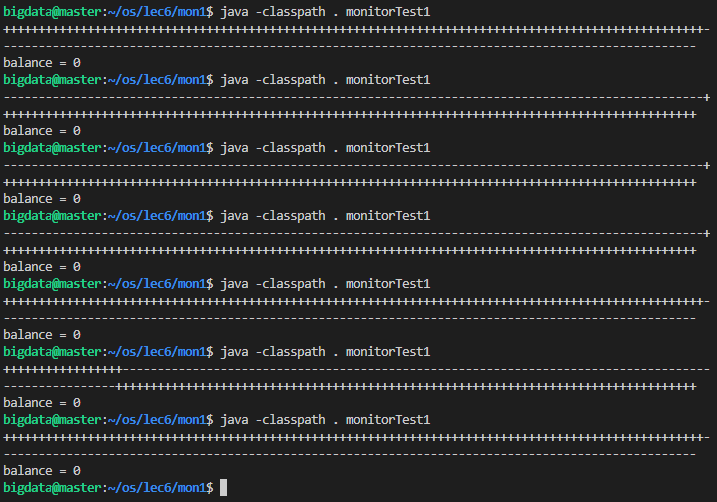 bigdata@master:~/os/lec6/mon1$ java -classpath . monitorTest1
++++++++++++++++++++++++++++++++++++++++++++++++++++++++++++++++++++++++++++++++++++++++++++++++++++-
---------------------------------------------------------------------------------------------------
balance = 0
bigdata@master:~/os/lec6/mon1$ java -classpath . monitorTest1
----------------------------------------------------------------------------------------------------+
+++++++++++++++++++++++++++++++++++++++++++++++++++++++++++++++++++++++++++++++++++++++++++++++++++
balance = 0
bigdata@master:~/os/lec6/mon1$ java -classpath . monitorTest1
----------------------------------------------------------------------------------------------------+
+++++++++++++++++++++++++++++++++++++++++++++++++++++++++++++++++++++++++++++++++++++++++++++++++++
balance = 0
bigdata@master:~/os/lec6/mon1$ java -classpath . monitorTest1
----------------------------------------------------------------------------------------------------+
+++++++++++++++++++++++++++++++++++++++++++++++++++++++++++++++++++++++++++++++++++++++++++++++++++
balance = 0
bigdata@master:~/os/lec6/mon1$ java -classpath . monitorTest1
++++++++++++++++++++++++++++++++++++++++++++++++++++++++++++++++++++++++++++++++++++++++++++++++++++-
---------------------------------------------------------------------------------------------------
balance = 0
bigdata@master:~/os/lec6/mon1$ java -classpath . monitorTest1
+++++++++++++++++------------------------------------------------------------------------------------
----------------+++++++++++++++++++++++++++++++++++++++++++++++++++++++++++++++++++++++++++++++++++
balance = 0
bigdata@master:~/os/lec6/mon1$ java -classpath . monitorTest1
++++++++++++++++++++++++++++++++++++++++++++++++++++++++++++++++++++++++++++++++++++++++++++++++++++-
---------------------------------------------------------------------------------------------------
balance = 0
bigdata@master:~/os/lec6/mon1$